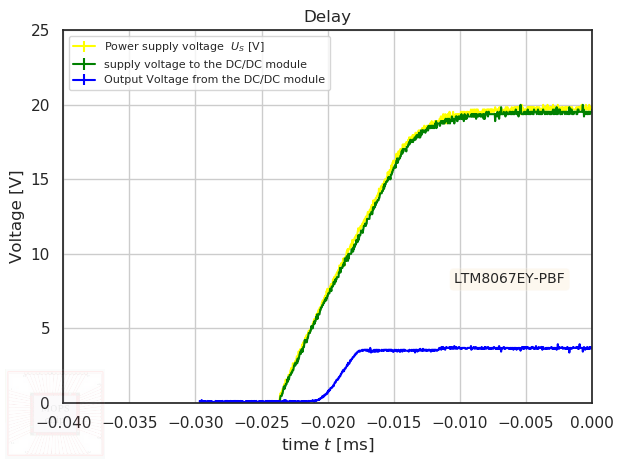 Delay
Power supply voltage U_S [V]
supply voltage to the DC/DC module
Output Voltage from the DC/DC module
Voltage [V]
25
20
15
10
5
0
LTM8067EY-PBF
−0.040 −0.035 −0.030 −0.025 −0.020 −0.015 −0.010 −0.005 0.000
time t [ms]